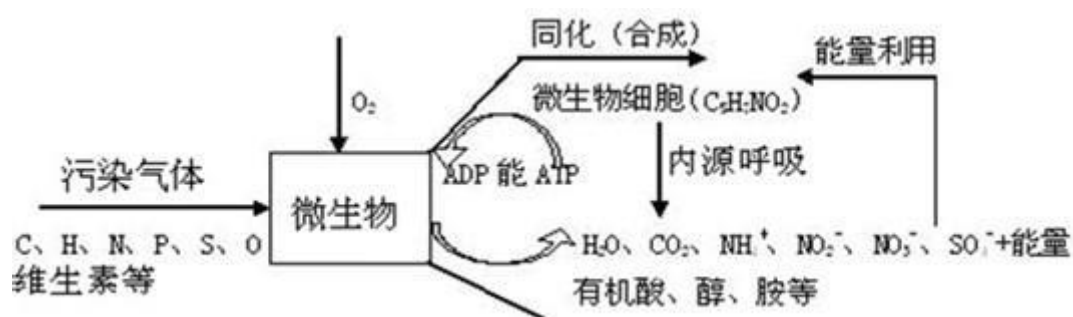 同化（合成）
能量利用
O₂
微生物细胞(C₅H₇NO₂)
污染气体
ADP 能 ATP
内源呼吸
微生物
C、H、N、P、S、O
H₂O、CO₂、NH₄⁺、NO₂⁻、NO₃⁻、SO₄⁻+能量
维生素等
有机酸、醇、胺等